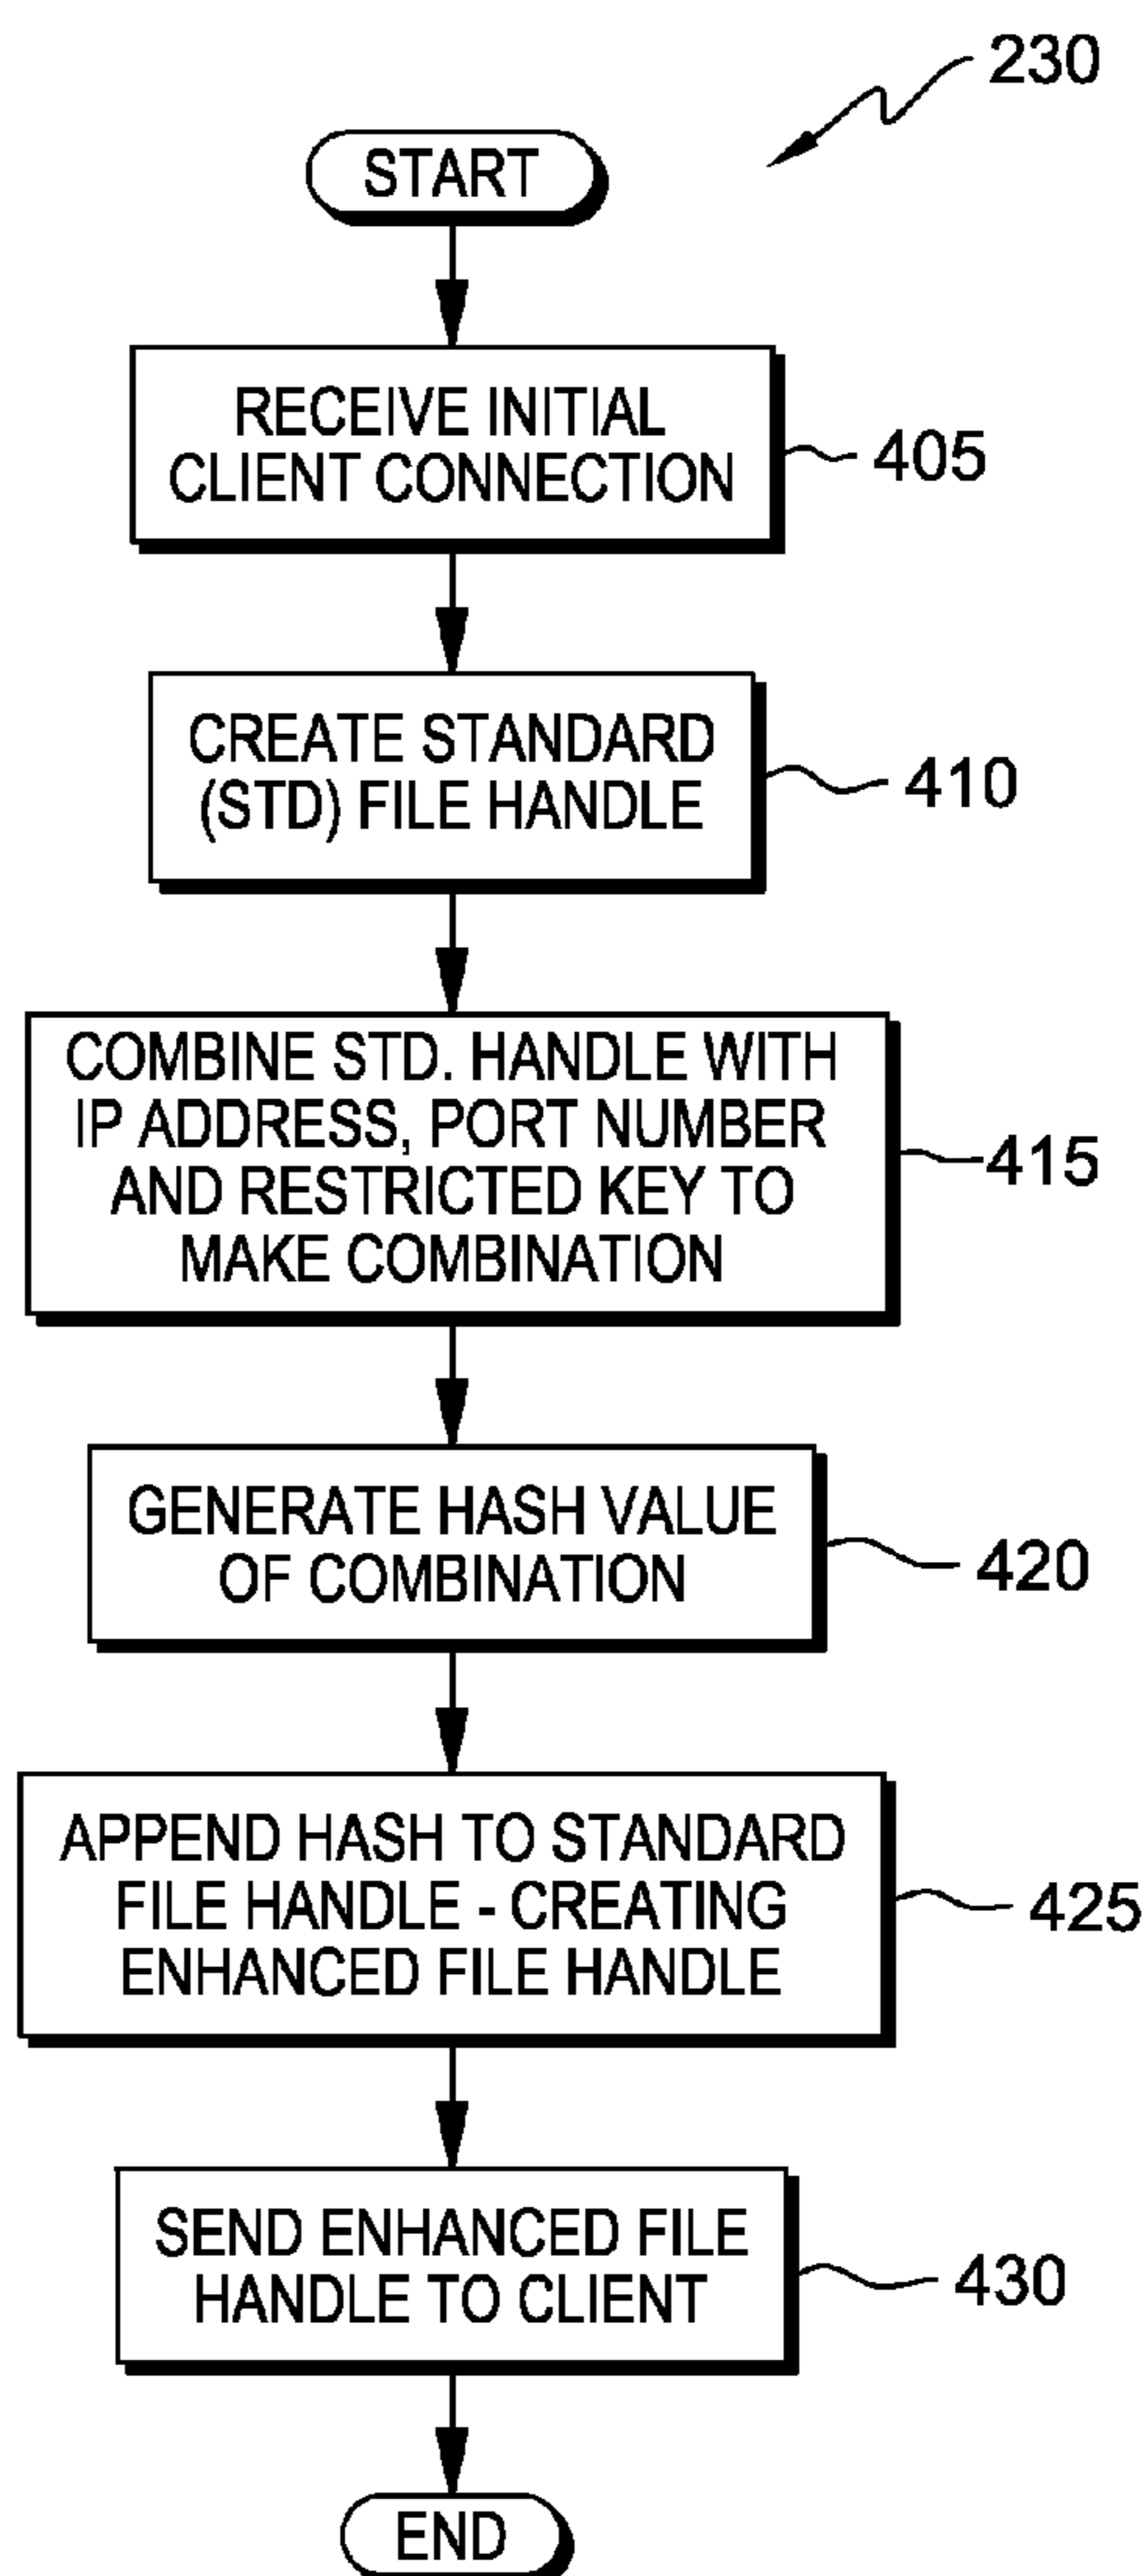 230
START
RECEIVE INITIAL
CLIENT CONNECTION
405
CREATE STANDARD
(STD) FILE HANDLE
410
COMBINE STD. HANDLE WITH
IP ADDRESS, PORT NUMBER
AND RESTRICTED KEY TO
MAKE COMBINATION
415
GENERATE HASH VALUE
OF COMBINATION
420
APPEND HASH TO STANDARD
FILE HANDLE - CREATING
ENHANCED FILE HANDLE
425
SEND ENHANCED FILE
HANDLE TO CLIENT
430
END